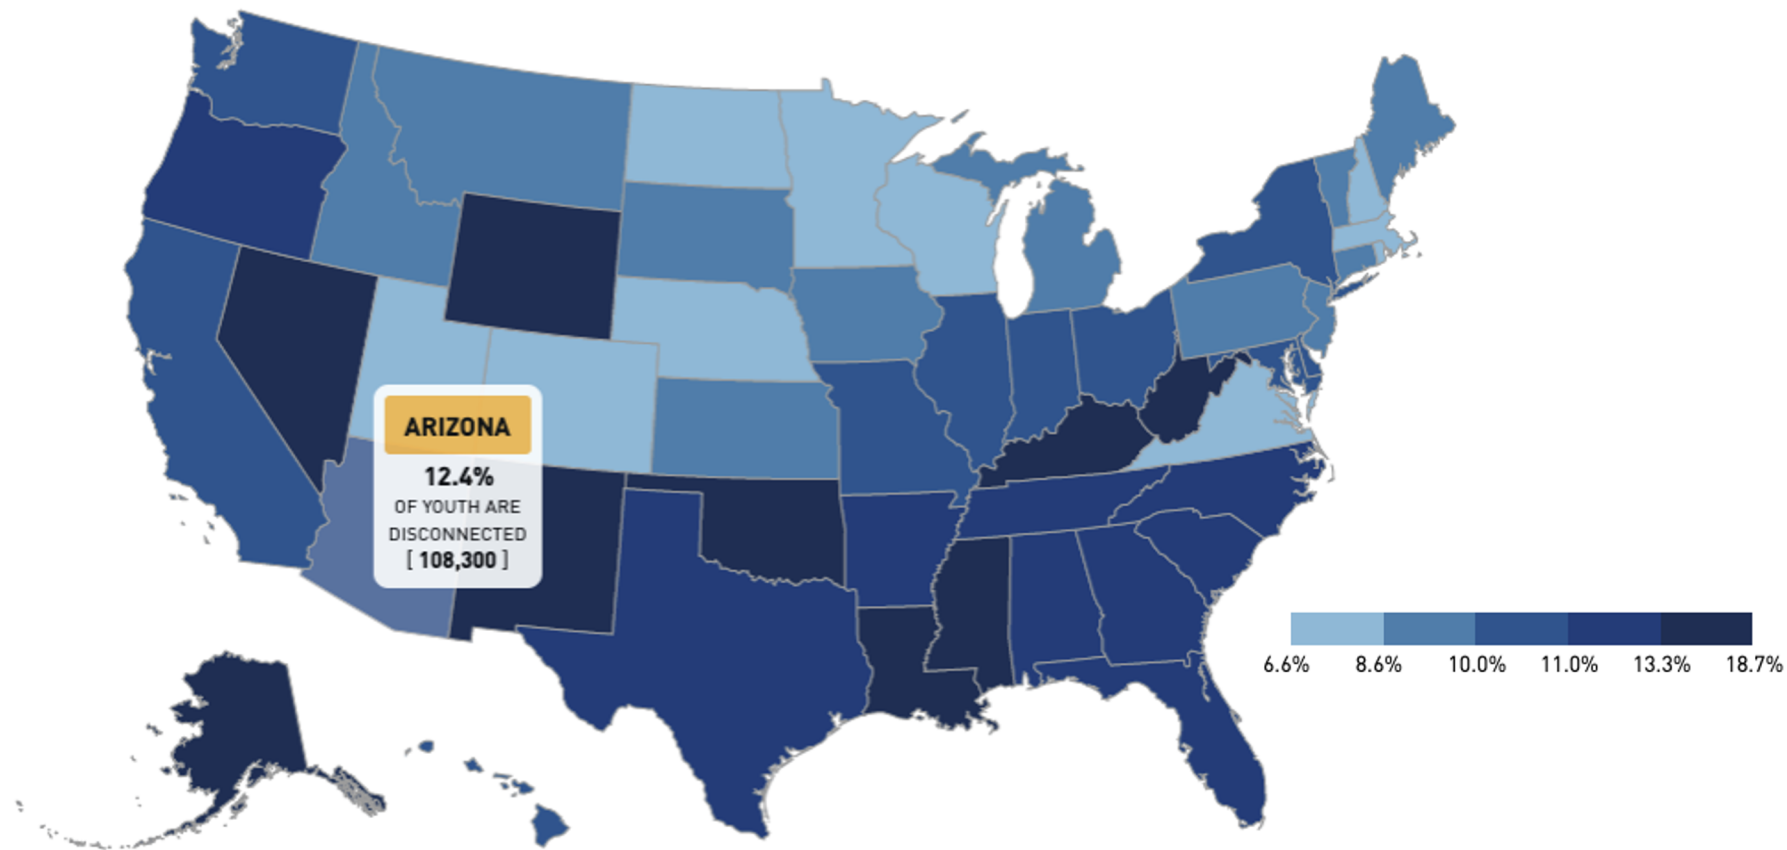 ARIZONA
12.4%
OF YOUTH ARE
DISCONNECTED
[ 108,300 ]
6.6% 8.6% 10.0% 11.0% 13.3% 18.7%